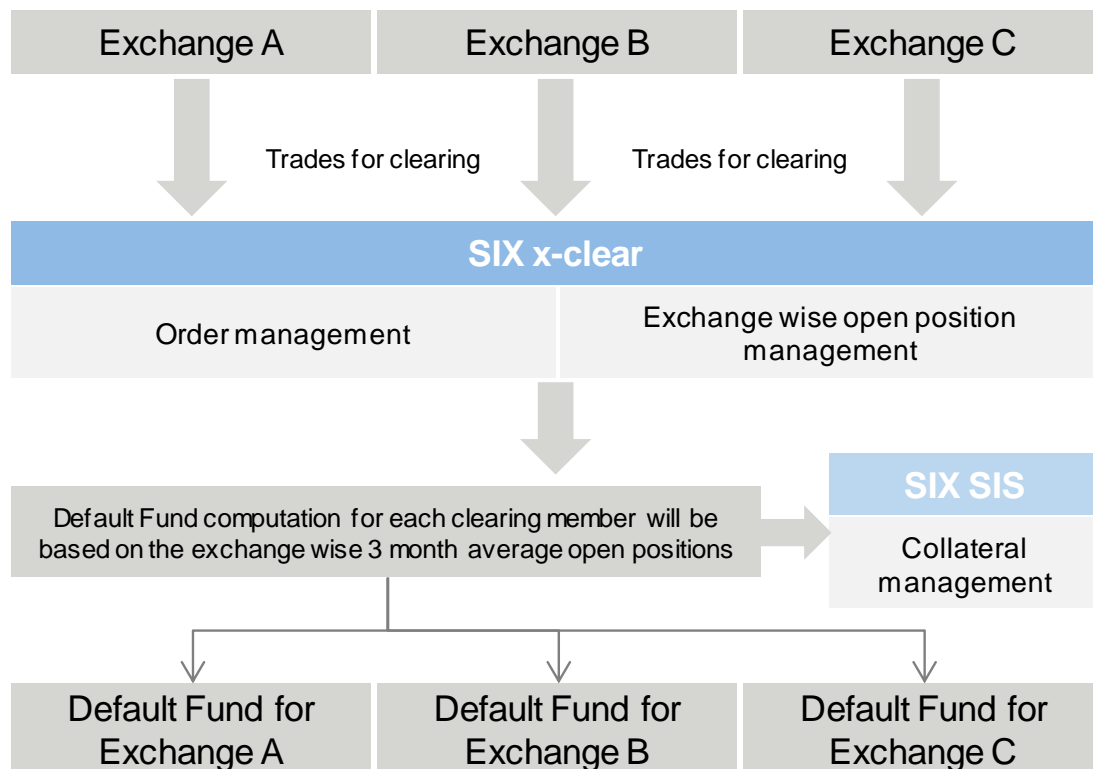 Exchange A
Exchange B
Exchange C
Trades for clearing
Trades for clearing
SIX x-clear
Order management
Exchange wise open position
management
Default Fund computation for each clearing member will be
based on the exchange wise 3 month average open positions
SIX SIS
Collateral
management
Default Fund for
Exchange A
Default Fund for
Exchange B
Default Fund for
Exchange C